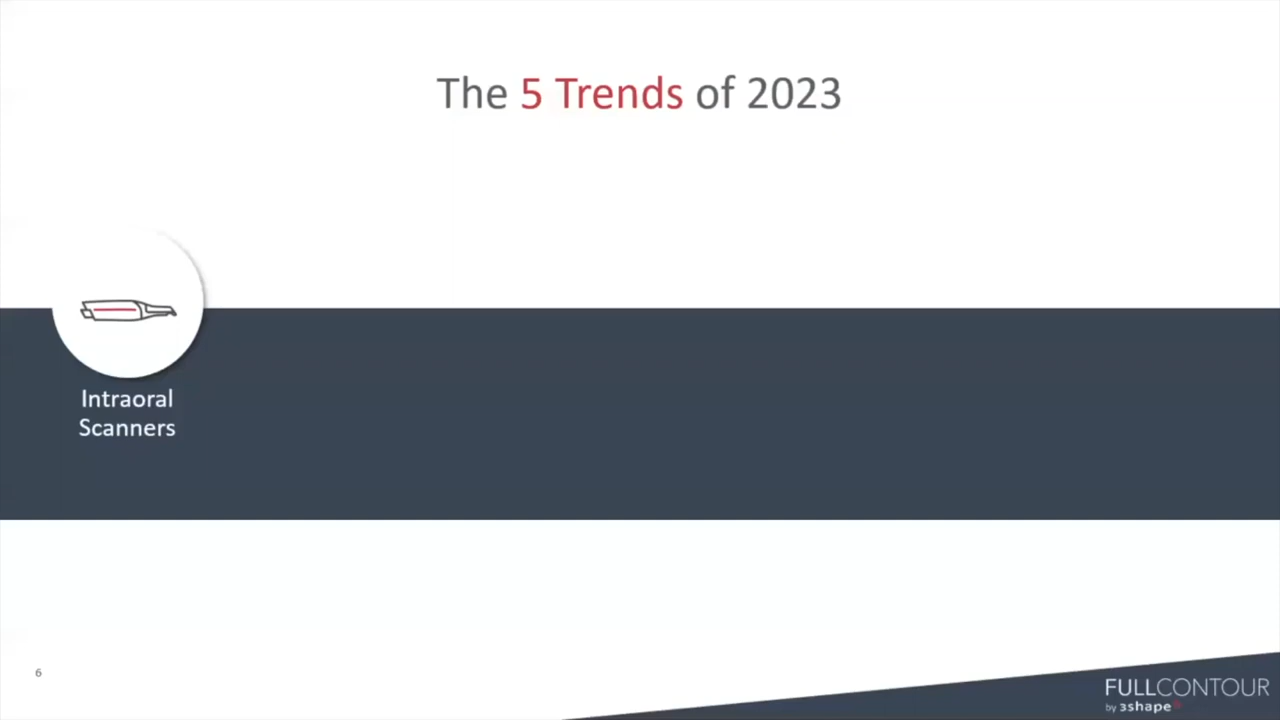 The 5 Trends of 2023
Intraoral
Scanners
6
FULLCONTOUR
by 3shape